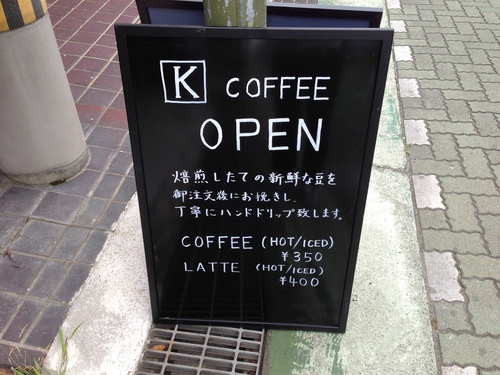 K COFFEE
OPEN
焙煎したての新鮮な豆を
御注文後にお挽きし、
丁寧にハンドドリップ致します。
COFFEE (HOT/ICED)
¥350
LATTE (HOT/ICED)
¥400